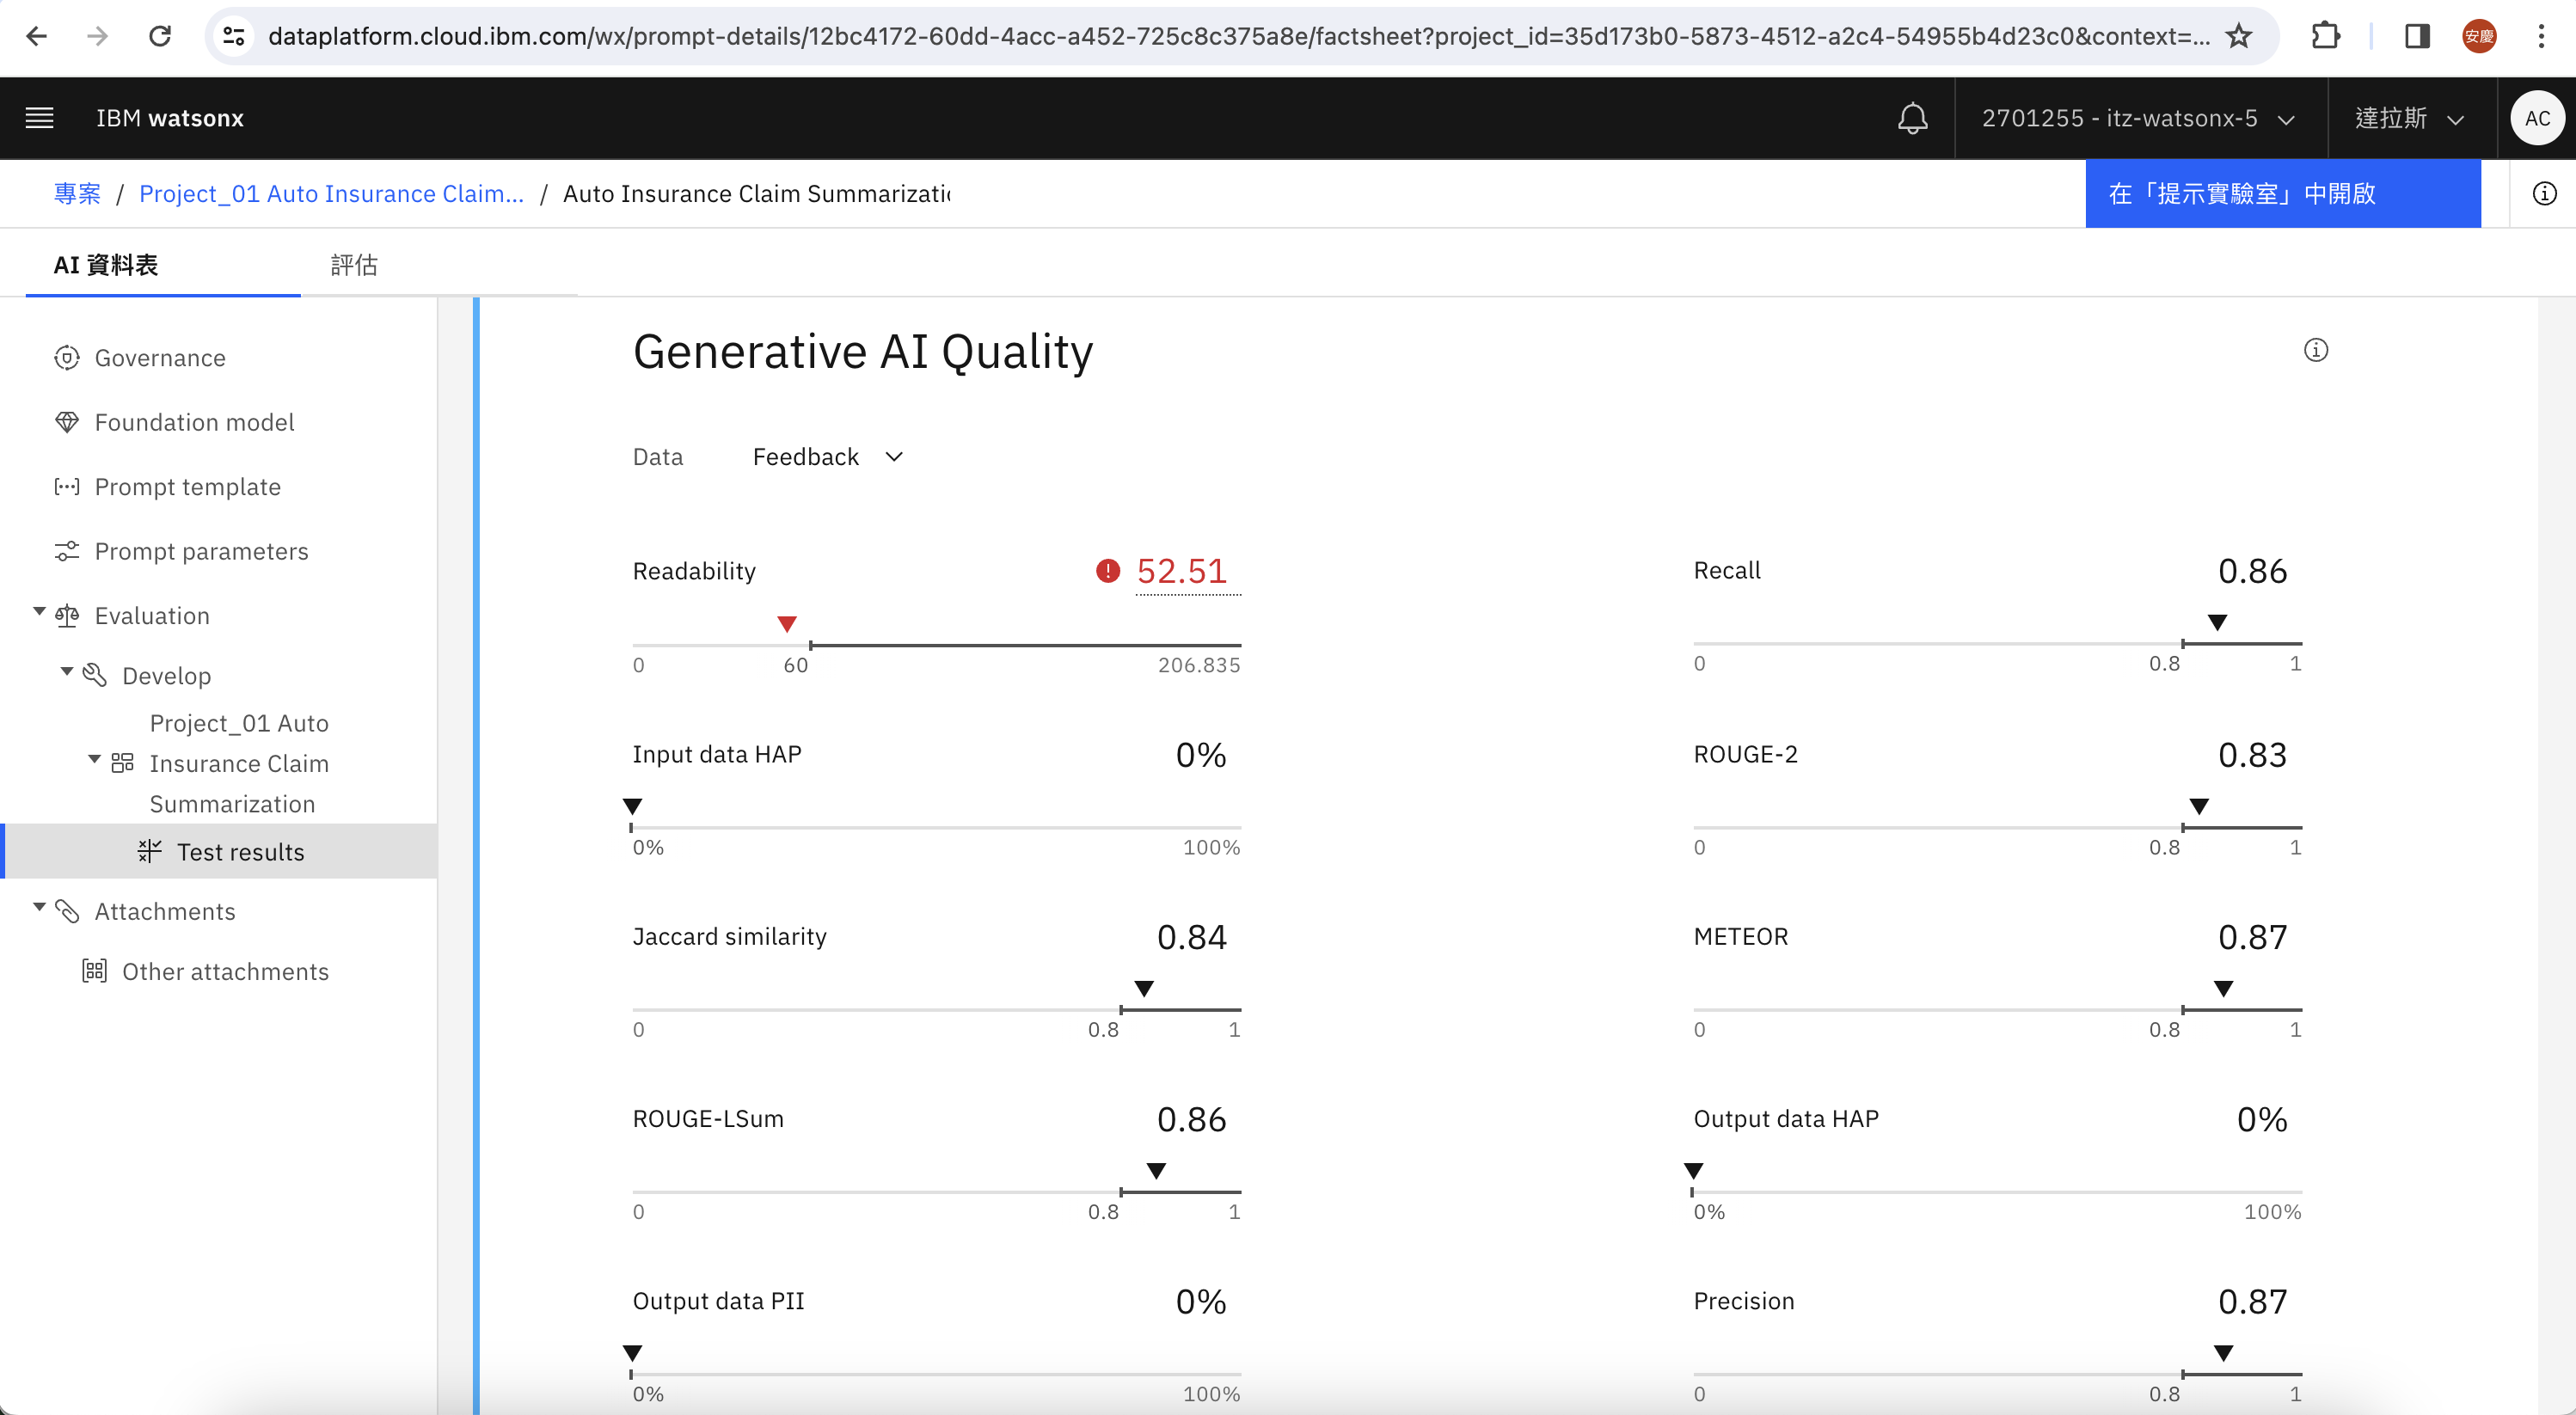 dataplatform.cloud.ibm.com/wx/prompt-details/12bc4172-60dd-4acc-a452-725c8c375a8e/factsheet?project_id=35d173b0-5873-4512-a2c4-54955b4d23c0&context=...
安慶
IBM watsonx
2701255 - itz-watsonx-5
達拉斯
AC
專案 / Project_01 Auto Insurance Claim... / Auto Insurance Claim Summarizatic
在「提示實驗室」中開啟
AI 資料表
評估
Governance
Foundation model
Prompt template
Prompt parameters
Evaluation
Develop
Project_01 Auto
Insurance Claim
Summarization
Test results
Attachments
Other attachments
Generative AI Quality
Data Feedback
Readability 52.51
0 60 206.835
Recall 0.86
0 0.8 1
Input data HAP 0%
0% 100%
ROUGE-2 0.83
0 0.8 1
Jaccard similarity 0.84
0 0.8 1
METEOR 0.87
0 0.8 1
ROUGE-LSum 0.86
0 0.8 1
Output data HAP 0%
0% 100%
Output data PII 0%
0% 100%
Precision 0.87
0 0.8 1